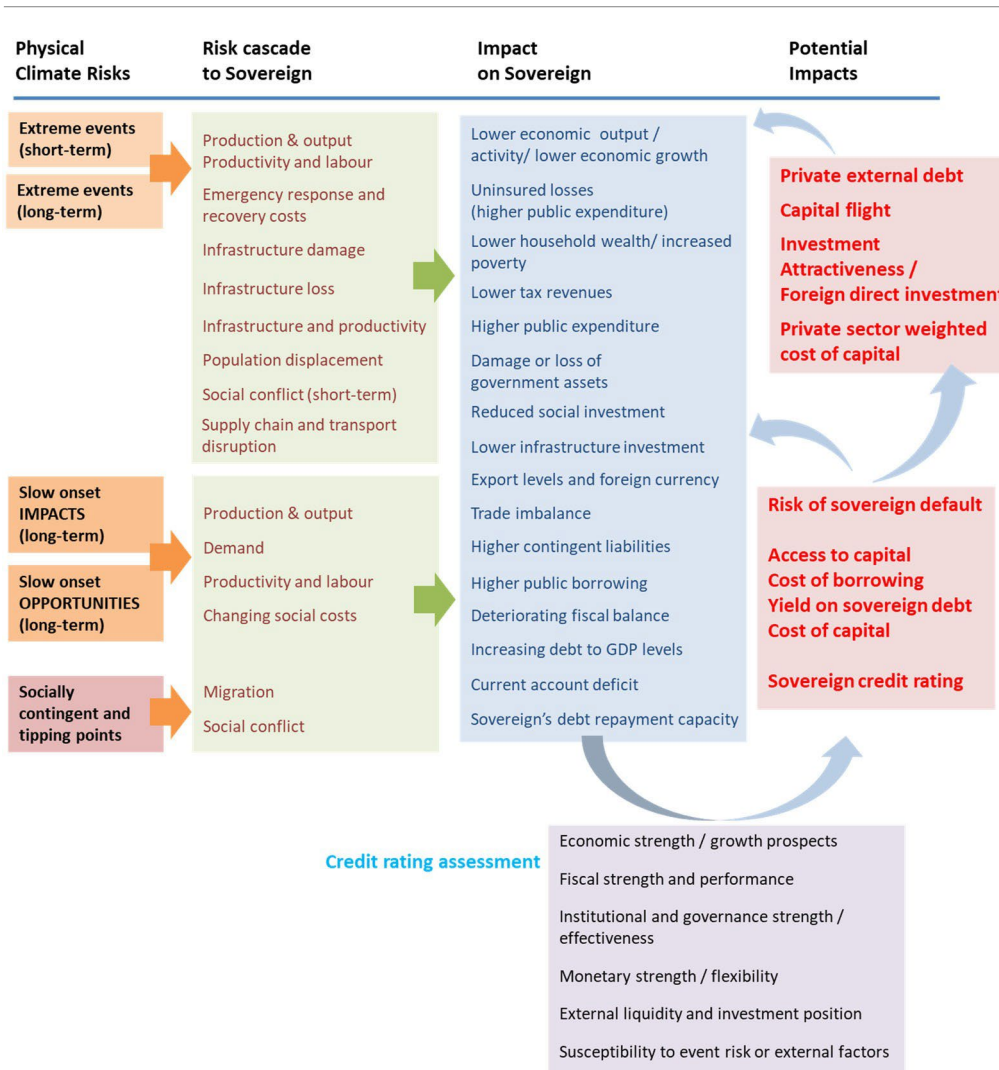 Physical
Climate Risks
Risk cascade
to Sovereign
Impact
on Sovereign
Potential
Impacts
Extreme events
(short-term)
Extreme events
(long-term)
Production & output
Productivity and labour
Emergency response and
recovery costs
Infrastructure damage
Infrastructure loss
Infrastructure and productivity
Population displacement
Social conflict (short-term)
Supply chain and transport
disruption
Slow onset
IMPACTS
(long-term)
Slow onset
OPPORTUNITIES
(long-term)
Production & output
Demand
Productivity and labour
Changing social costs
Socially
contingent and
tipping points
Migration
Social conflict
Lower economic output /
activity/ lower economic growth
Uninsured losses
(higher public expenditure)
Lower household wealth/ increased
poverty
Lower tax revenues
Higher public expenditure
Damage or loss of
government assets
Reduced social investment
Lower infrastructure investment
Export levels and foreign currency
Trade imbalance
Higher contingent liabilities
Higher public borrowing
Deteriorating fiscal balance
Increasing debt to GDP levels
Current account deficit
Sovereign's debt repayment capacity
Private external debt
Capital flight
Investment
Attractiveness /
Foreign direct investment
Private sector weighted
cost of capital
Risk of sovereign default
Access to capital
Cost of borrowing
Yield on sovereign debt
Cost of capital
Sovereign credit rating
Credit rating assessment
Economic strength / growth prospects
Fiscal strength and performance
Institutional and governance strength /
effectiveness
Monetary strength / flexibility
External liquidity and investment position
Susceptibility to event risk or external factors